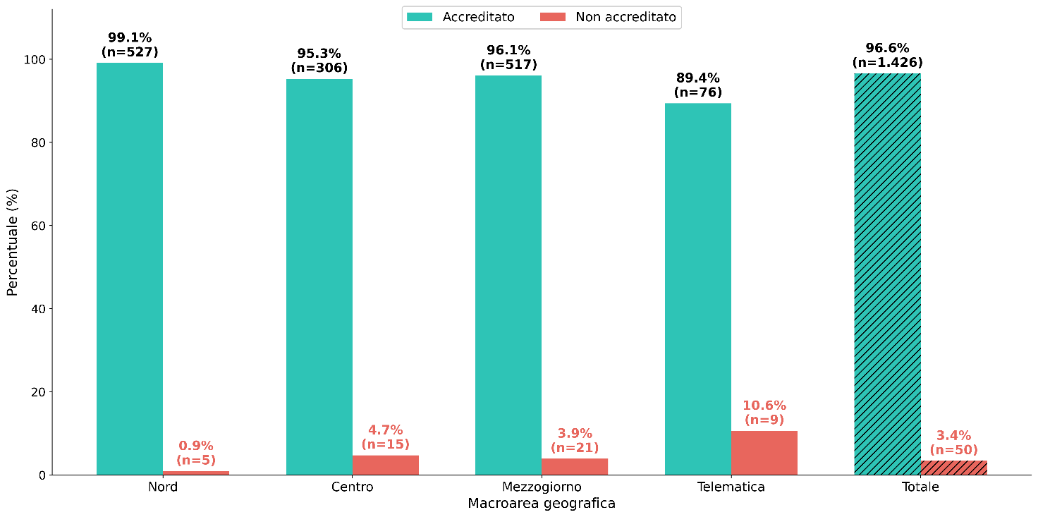 Accreditato
Non accreditato
Percentuale (%)
100
80
60
40
20
0
99.1%
(n=527)
0.9%
(n=5)
95.3%
(n=306)
4.7%
(n=15)
96.1%
(n=517)
3.9%
(n=21)
89.4%
(n=76)
10.6%
(n=9)
96.6%
(n=1.426)
3.4%
(n=50)
Nord
Centro
Mezzogiorno
Telematica
Totale
Macroarea geografica